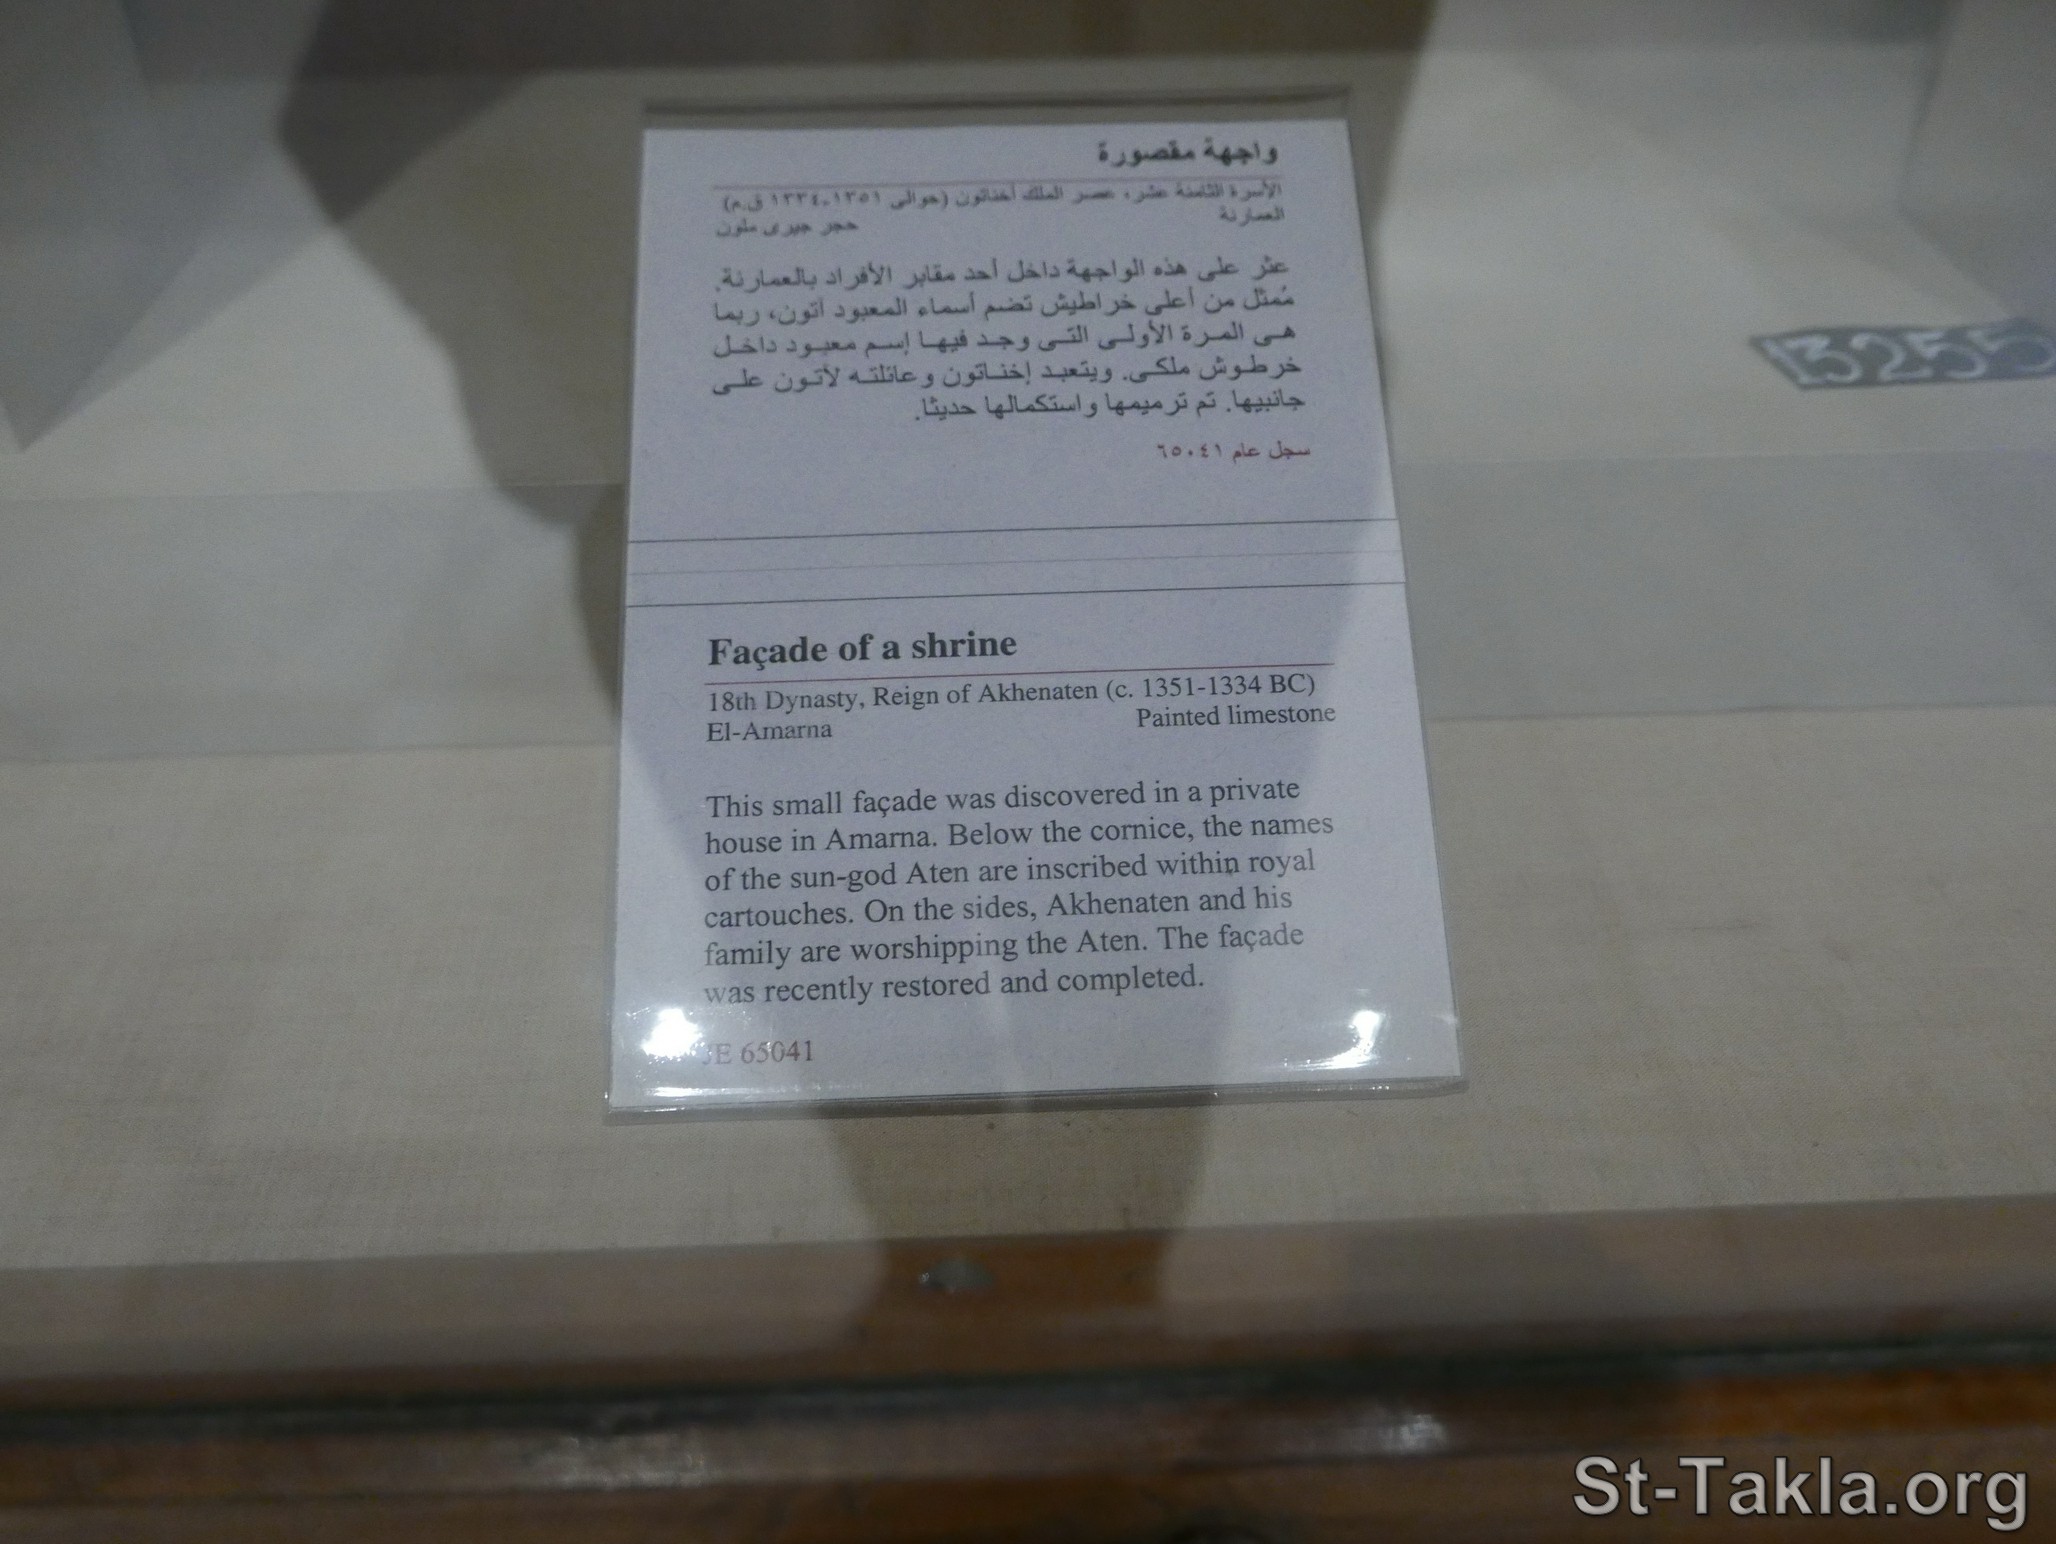 واجهة مقصورة
الأسرة الثامنة عشر، عصر الملك أخناتون (حوالى ١٣٥١-١٣٣٤ ق.م)
العمارنة حجر جيرى ملون
عثر على هذه الواجهة داخل أحد مقابر الأفراد بالعمارنة.
مُمثل من أعلى خراطيش تضم أسماء المعبود آتون، ربما
هى المرة الأولى التى وجد فيها إسم معبود داخل
خرطوش ملكى. ويتعبد إخناتون وعائلته لآتون على
جانبيها. تم ترميمها واستكمالها حديثا.
سجل عام ٦٥٠٤١
13255
Façade of a shrine
18th Dynasty, Reign of Akhenaten (c. 1351-1334 BC)
El-Amarna Painted limestone
This small façade was discovered in a private
house in Amarna. Below the cornice, the names
of the sun-god Aten are inscribed within royal
cartouches. On the sides, Akhenaten and his
family are worshipping the Aten. The façade
was recently restored and completed.
JE 65041
St-Takla.org